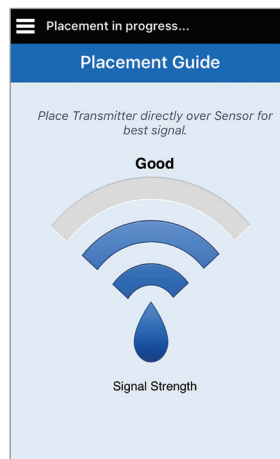 Placement in progress...
Placement Guide
Place Transmitter directly over Sensor for
best signal.
Good
Signal Strength